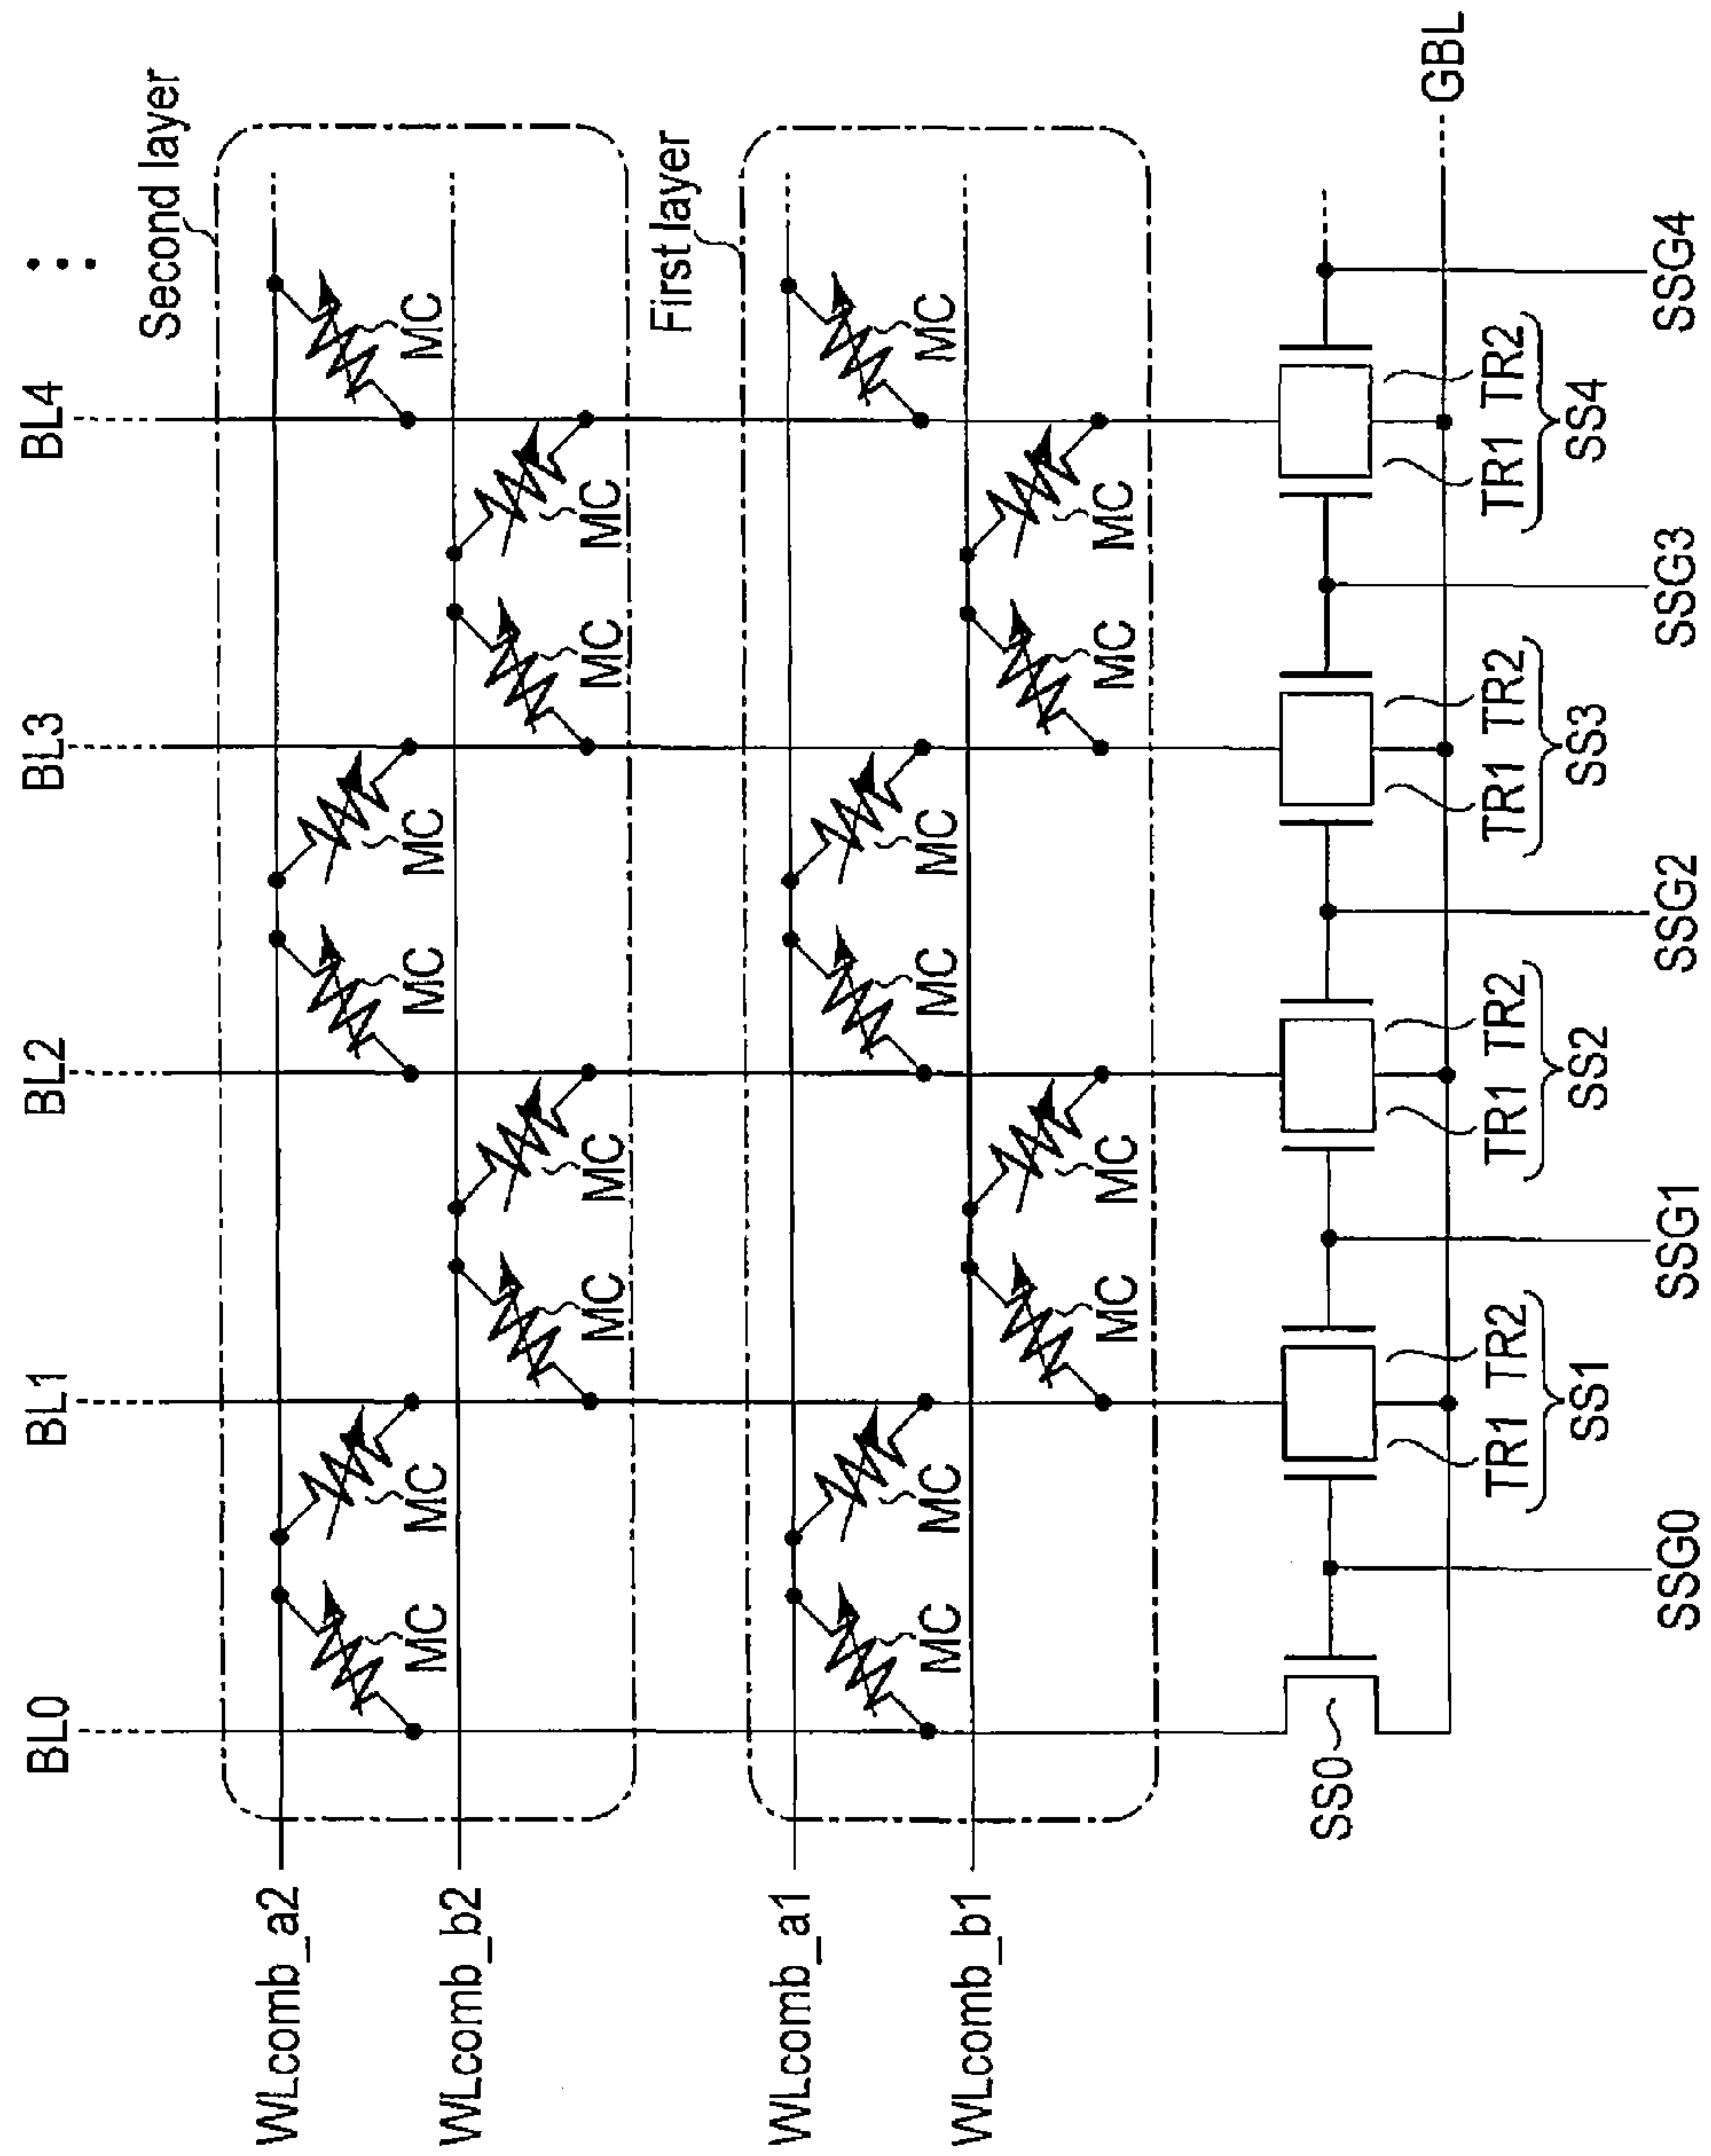 BL0 BL1 BL2 BL3 BL4
Second layer
WLcomb_a2
MC MC MC MC MC
WLcomb_b2
MC MC MC MC
First layer
WLcomb_a1
MC MC MC MC MC
WLcomb_b1
MC MC MC MC
SS0
GBL
TR1 TR2 TR1 TR2 TR1 TR2 TR1 TR2
SS1 SS2 SS3 SS4
SSG0 SSG1 SSG2 SSG3 SSG4